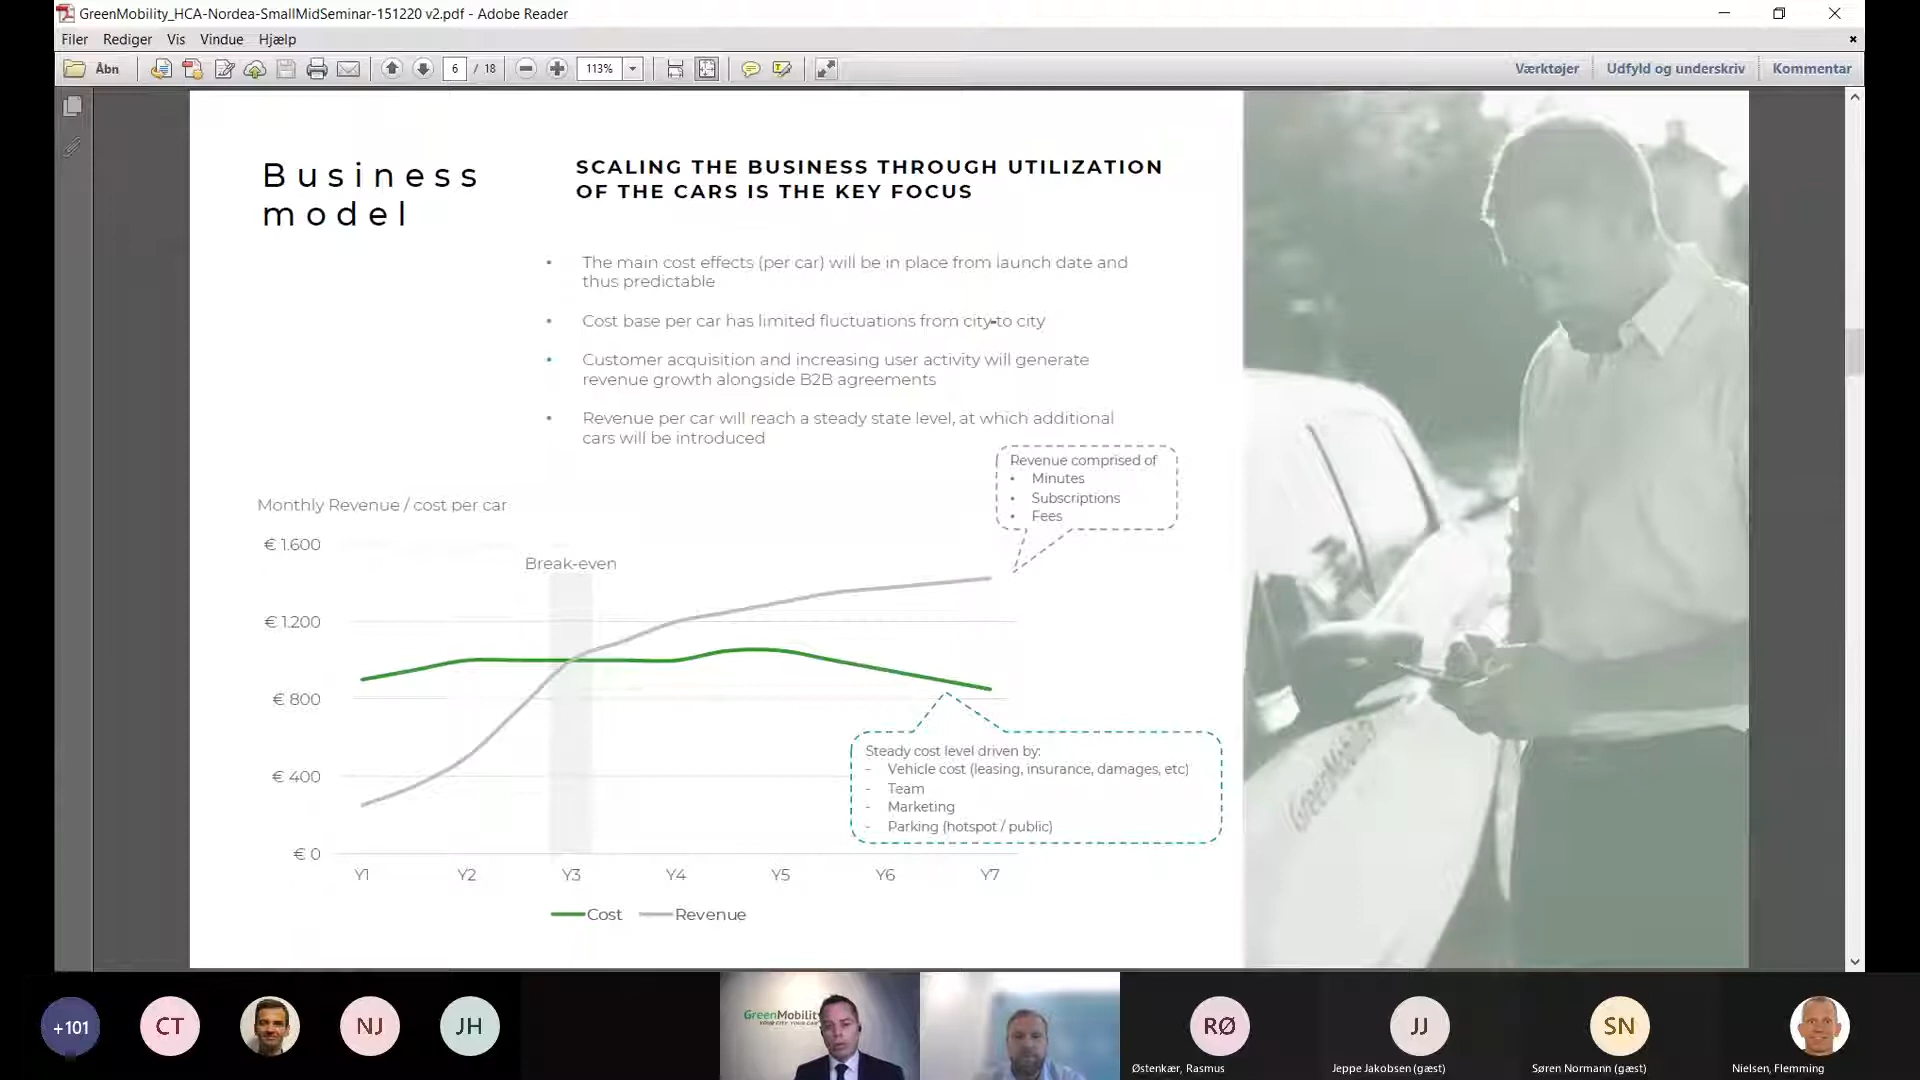 GreenMobility_HCA-Nordea-SmallMidSeminar-151220 v2.pdf - Adobe Reader
Filer Rediger Vis Vindue Hjælp
Åbn 6 / 18 113% Værktøjer Udfyld og underskriv Kommentar
Business
model
SCALING THE BUSINESS THROUGH UTILIZATION
OF THE CARS IS THE KEY FOCUS
• The main cost effects (per car) will be in place from launch date and
thus predictable
• Cost base per car has limited fluctuations from city to city
• Customer acquisition and increasing user activity will generate
revenue growth alongside B2B agreements
• Revenue per car will reach a steady state level, at which additional
cars will be introduced
Revenue comprised of
• Minutes
• Subscriptions
• Fees
Monthly Revenue / cost per car
€ 1.600
Break-even
€ 1.200
€ 800
€ 400
€ 0
Steady cost level driven by:
- Vehicle cost (leasing, insurance, damages, etc)
- Team
- Marketing
- Parking (hotspot / public)
Y1 Y2 Y3 Y4 Y5 Y6 Y7
Cost Revenue
GreenMobility
+101 CT NJ JH
GreenMobility
YOUR CITY. YOUR CAR
RØ JJ SN
Østenkær, Rasmus Jeppe Jakobsen (gæst) Søren Normann (gæst) Nielsen, Flemming